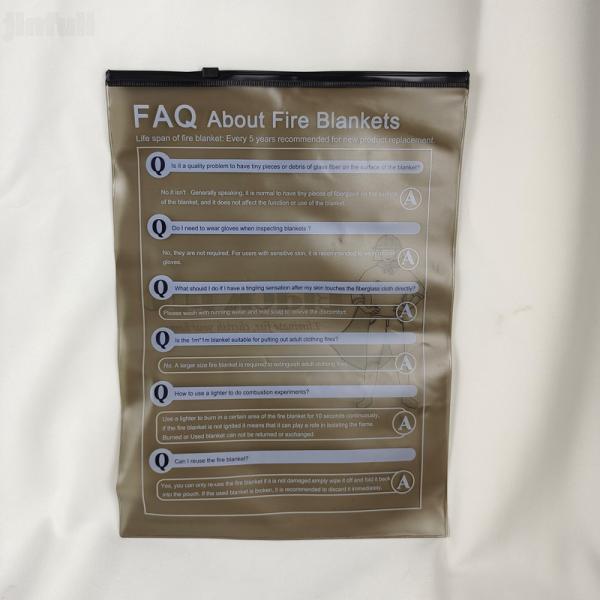 jinfull
FAQ About Fire Blankets
Life span of fire blanket: Every 5 years recommended for new product replacement.
Q Is it a quality problem to have tiny pieces or debris of glass fiber on the surface of the blanket?
No.it isn't. Generally speaking, it is normal to have tiny pieces of fiberglass on the surface
of the blanket, and it does not affect the function or use of the blanket.
A
Q Do I need to wear gloves when inspecting blankets ?
No, they are not required. For users with sensitive skin, it is recommended to wear
gloves.
A
Q What should I do if I have a tingling sensation after my skin touches the fiberglass cloth directly?
Please wash with running water and mild soap to relieve the discomfort.
A
Q Is the 1m*1m blanket suitable for putting out adult clothing fires?
No. A larger size fire blanket is required to extinguish adult clothing fires.
A
Q How to use a lighter to do combustion experiments?
Use a lighter to burn in a certain area of the fire blanket for 10 seconds continuously,
if the fire blanket is not ignited it means that it can play a role in isolating the flame.
Burned or Used blanket can not be returned or exchanged
A
Q Can I reuse the fire blanket?
Yes, you can only re-use the fire blanket if it is not damaged.simply wipe it off and fold it back
into the pouch. If the used blanket is broken, it is recommended to discard it immediately.
A